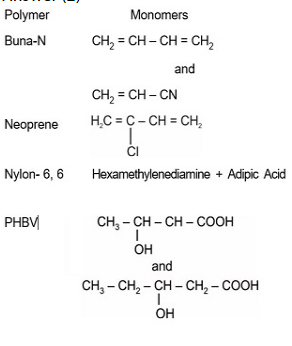 Polymer Monomers
Buna-N CH₂ = CH – CH = CH₂
and
CH₂ = CH – CN
Neoprene H₂C = C – CH = CH₂
|
Cl
Nylon- 6, 6 Hexamethylenediamine + Adipic Acid
PHBV CH₃ – CH – CH – COOH
|
OH
and
CH₃ – CH₂ – CH – CH₂ – COOH
|
OH